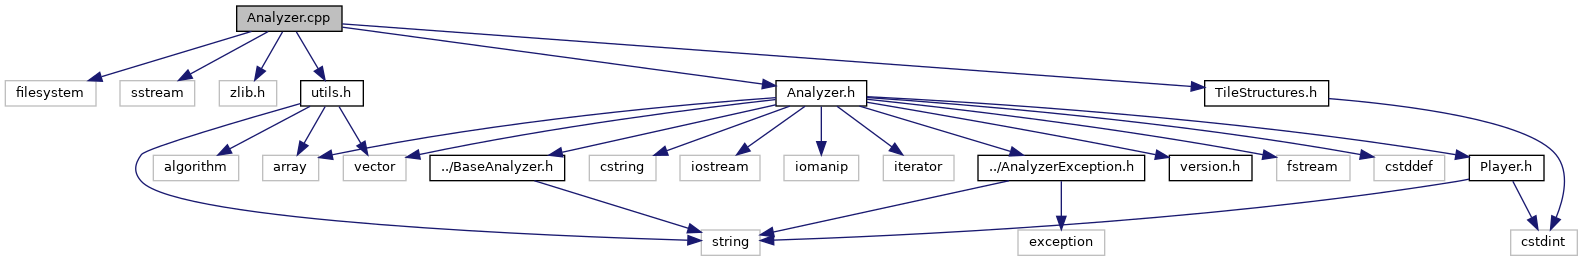 Analyzer.cpp
filesystem
sstream
zlib.h
utils.h
Analyzer.h
TileStructures.h
algorithm
array
vector
../BaseAnalyzer.h
cstring
iostream
iomanip
iterator
../AnalyzerException.h
version.h
fstream
cstddef
Player.h
string
exception
cstdint